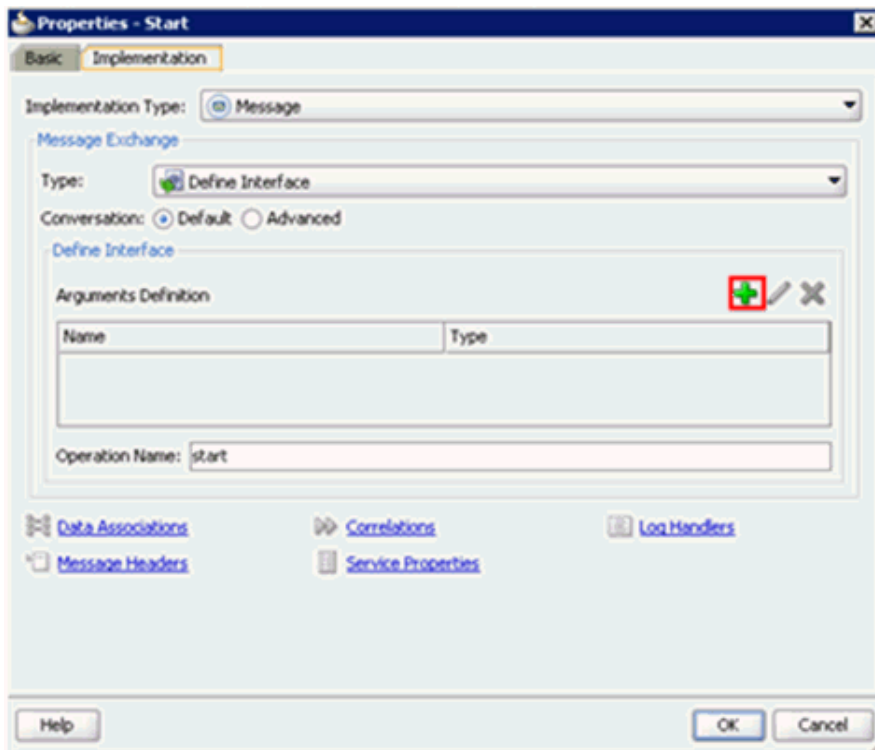 Properties - Start
Basic Implementation
Implementation Type: Message
Message Exchange
Type: Define Interface
Conversation: Default Advanced
Define Interface
Arguments Definition
Name Type
Operation Name: start
Data Associations Correlations Log Handlers
Message Headers Service Properties
Help OK Cancel